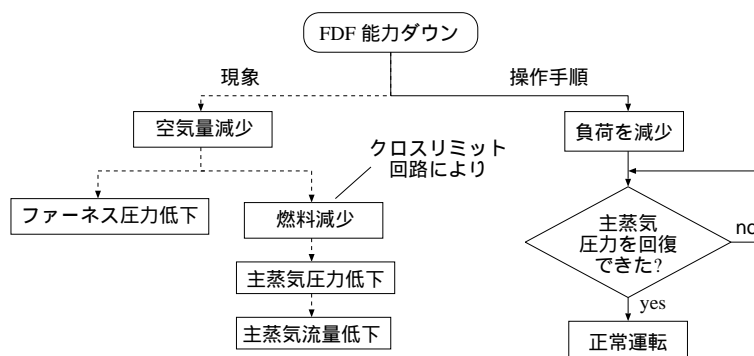 FDF 能力ダウン
現象
操作手順
空気量減少
負荷を減少
クロスリミット
回路により
ファーネス圧力低下
燃料減少
主蒸気
圧力を回復
できた?
no
主蒸気圧力低下
yes
主蒸気流量低下
正常運転